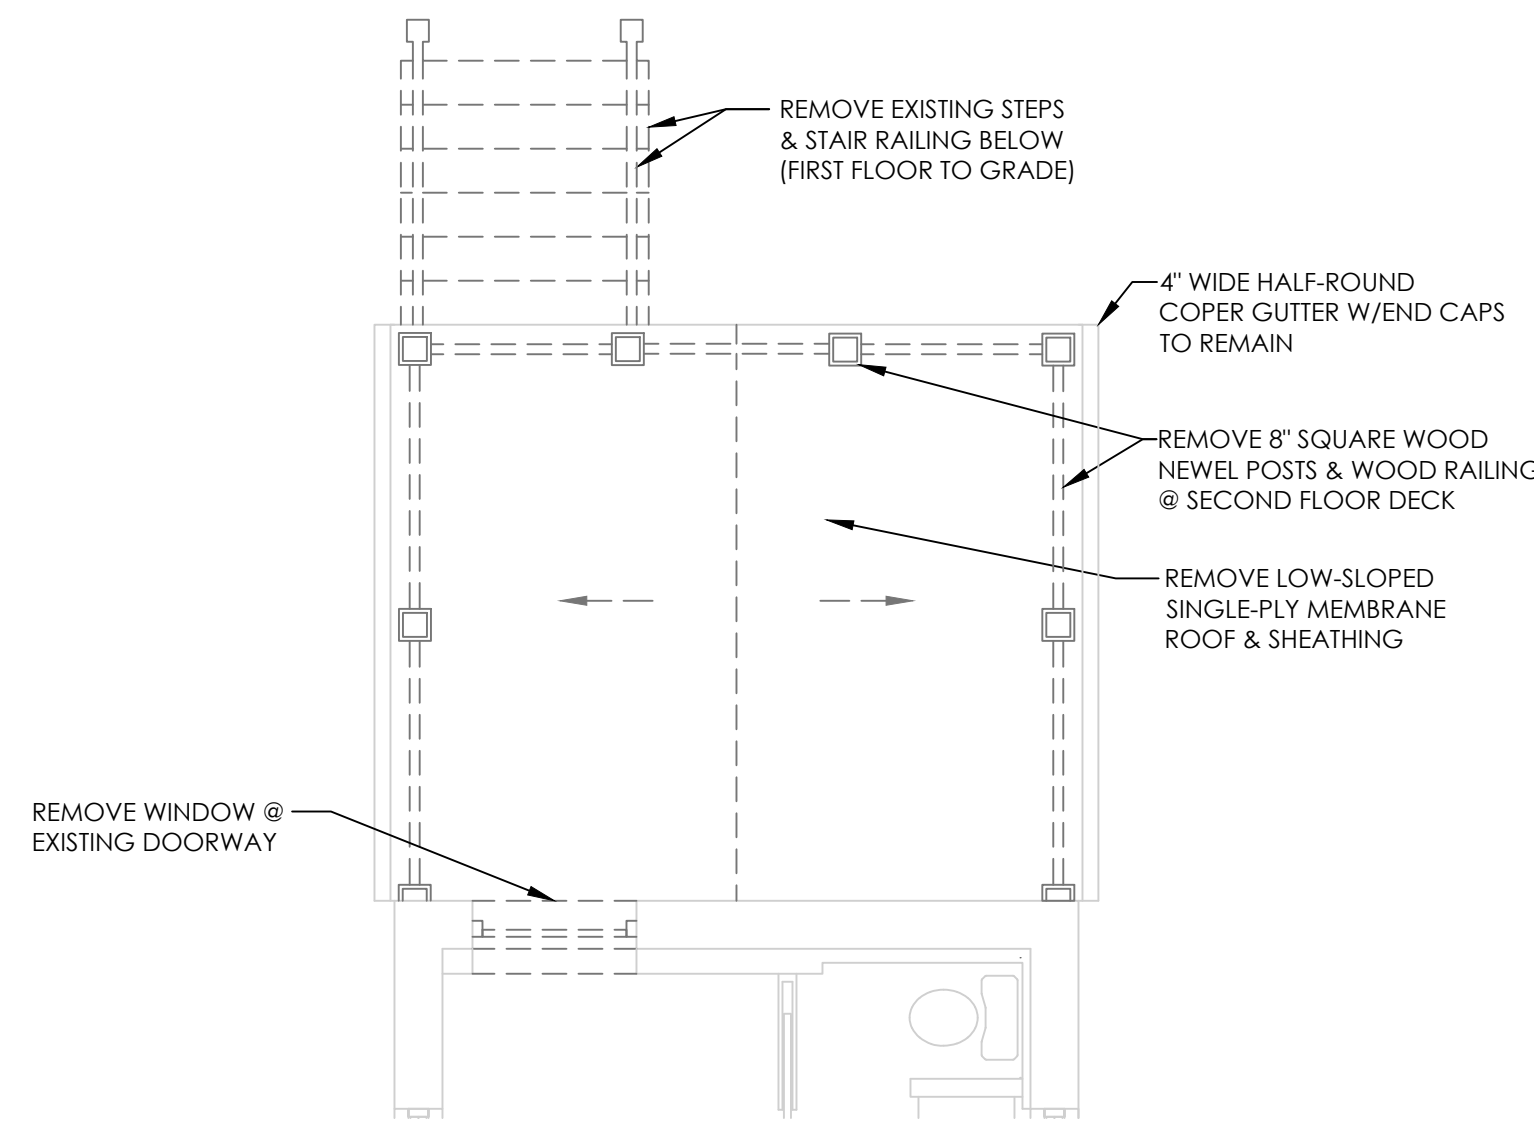 REMOVE EXISTING STEPS
& STAIR RAILING BELOW
(FIRST FLOOR TO GRADE)
4" WIDE HALF-ROUND
COPER GUTTER W/END CAPS
TO REMAIN
REMOVE 8" SQUARE WOOD
NEWEL POSTS & WOOD RAILING
@ SECOND FLOOR DECK
REMOVE LOW-SLOPED
SINGLE-PLY MEMBRANE
ROOF & SHEATHING
REMOVE WINDOW @
EXISTING DOORWAY